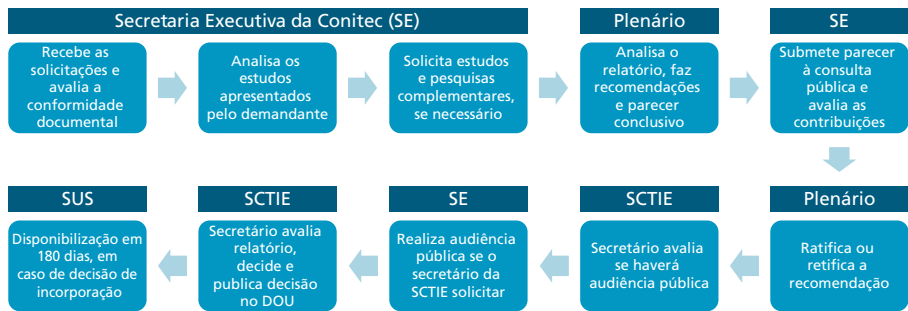 Secretaria Executiva da Conitec (SE)
Recebe as
solicitações e
avalia a
conformidade
documental
Analisa os
estudos
apresentados
pelo demandante
Solicita estudos
e pesquisas
complementares,
se necessário
Plenário
Analisa o
relatório, faz
recomendações
e parecer
conclusivo
SE
Submete parecer
à consulta
pública e
avalia as
contribuições
Plenário
Ratifica ou
retifica a
recomendação
SCTIE
Secretário avalia
se haverá
audiência pública
SE
Realiza audiência
pública se o
secretário da
SCTIE solicitar
SCTIE
Secretário avalia
relatório,
decide e
publica decisão
no DOU
SUS
Disponibilização em
180 dias, em
caso de decisão de
incorporação